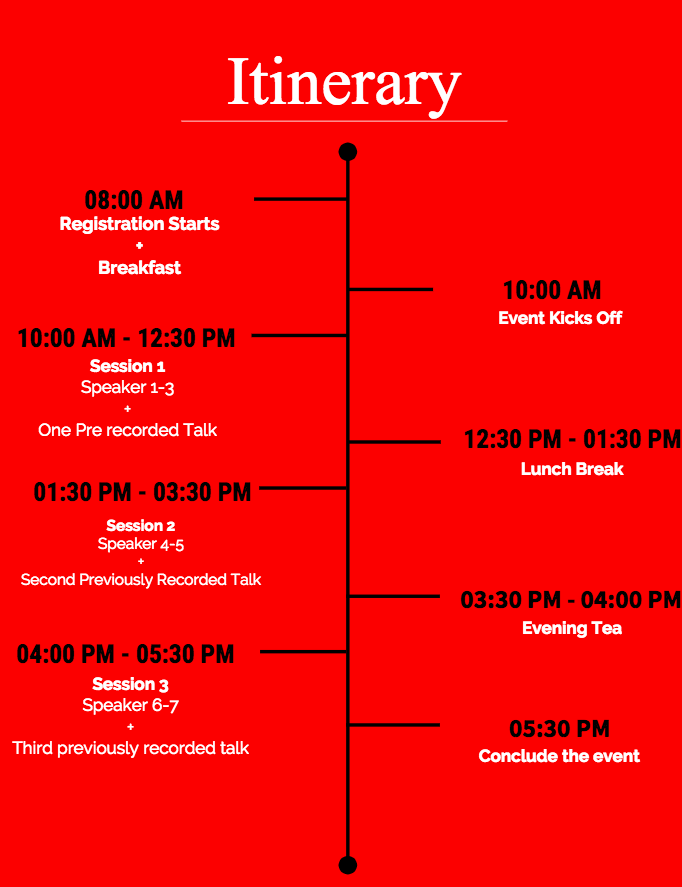 Itinerary
08:00 AM
Registration Starts
+
Breakfast
10:00 AM
Event Kicks Off
10:00 AM - 12:30 PM
Session 1
Speaker 1-3
+
One Pre recorded Talk
12:30 PM - 01:30 PM
Lunch Break
01:30 PM - 03:30 PM
Session 2
Speaker 4-5
+
Second Previously Recorded Talk
03:30 PM - 04:00 PM
Evening Tea
04:00 PM - 05:30 PM
Session 3
Speaker 6-7
+
Third previously recorded talk
05:30 PM
Conclude the event